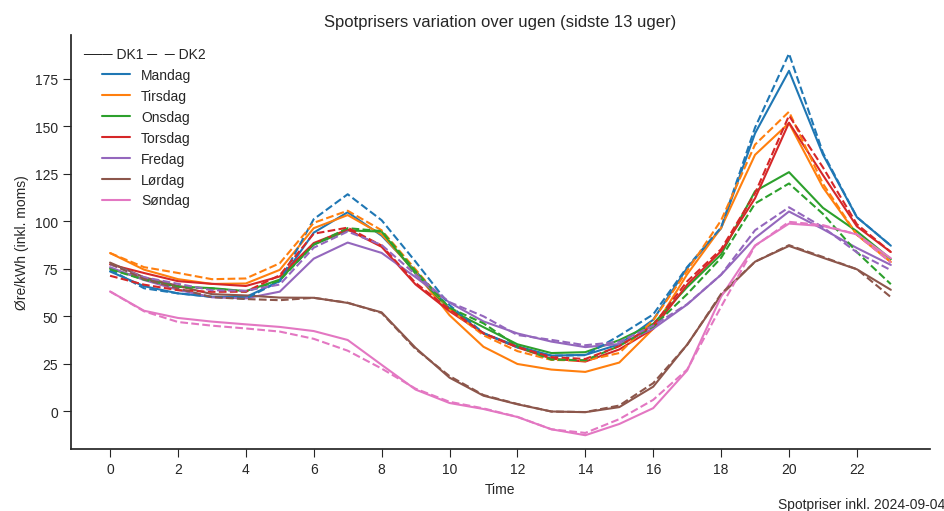 Spotprisers variation over ugen (sidste 13 uger)
DK1 DK2
Mandag
Tirsdag
Onsdag
Torsdag
Fredag
Lørdag
Søndag
Øre/kWh (inkl. moms)
175
150
125
100
75
50
25
0
0 2 4 6 8 10 12 14 16 18 20 22
Time
Spotpriser inkl. 2024-09-04